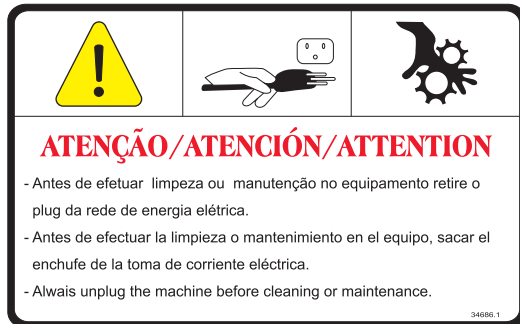 ATENÇÃO/ATENCIÓN/ATTENTION
- Antes de efetuar limpeza ou manutenção no equipamento retire o
plug da rede de energia elétrica.
- Antes de efectuar la limpieza o mantenimiento en el equipo, sacar el
enchufe de la toma de corriente eléctrica.
- Alwais unplug the machine before cleaning or maintenance.
34686.1